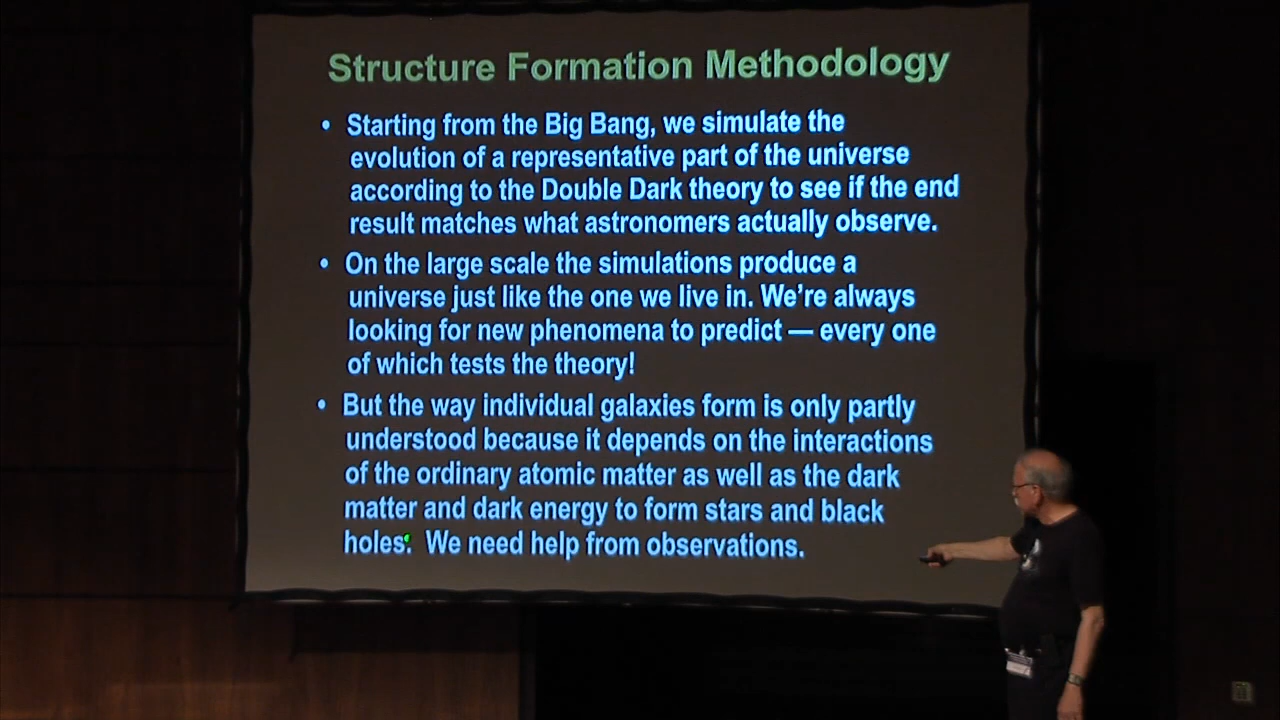 Structure Formation Methodology
• Starting from the Big Bang, we simulate the
evolution of a representative part of the universe
according to the Double Dark theory to see if the end
result matches what astronomers actually observe.
• On the large scale the simulations produce a
universe just like the one we live in. We're always
looking for new phenomena to predict — every one
of which tests the theory!
• But the way individual galaxies form is only partly
understood because it depends on the interactions
of the ordinary atomic matter as well as the dark
matter and dark energy to form stars and black
holes. We need help from observations.